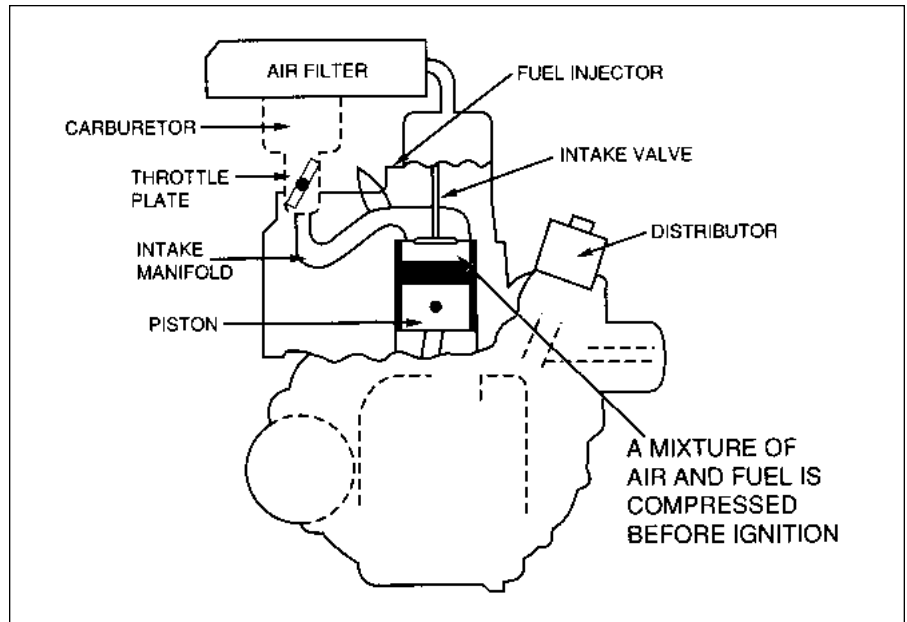 AIR FILTER
FUEL INJECTOR
CARBURETOR
INTAKE VALVE
THROTTLE
PLATE
DISTRIBUTOR
INTAKE
MANIFOLD
PISTON
A MIXTURE OF
AIR AND FUEL IS
COMPRESSED
BEFORE IGNITION